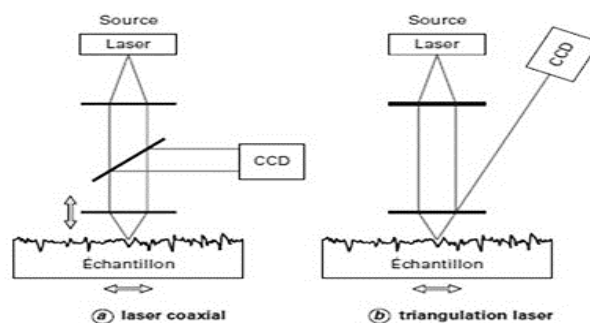 Source
Laser
CCD
Échantillon
a laser coaxial
Source
Laser
CCD
Échantillon
b triangulation laser